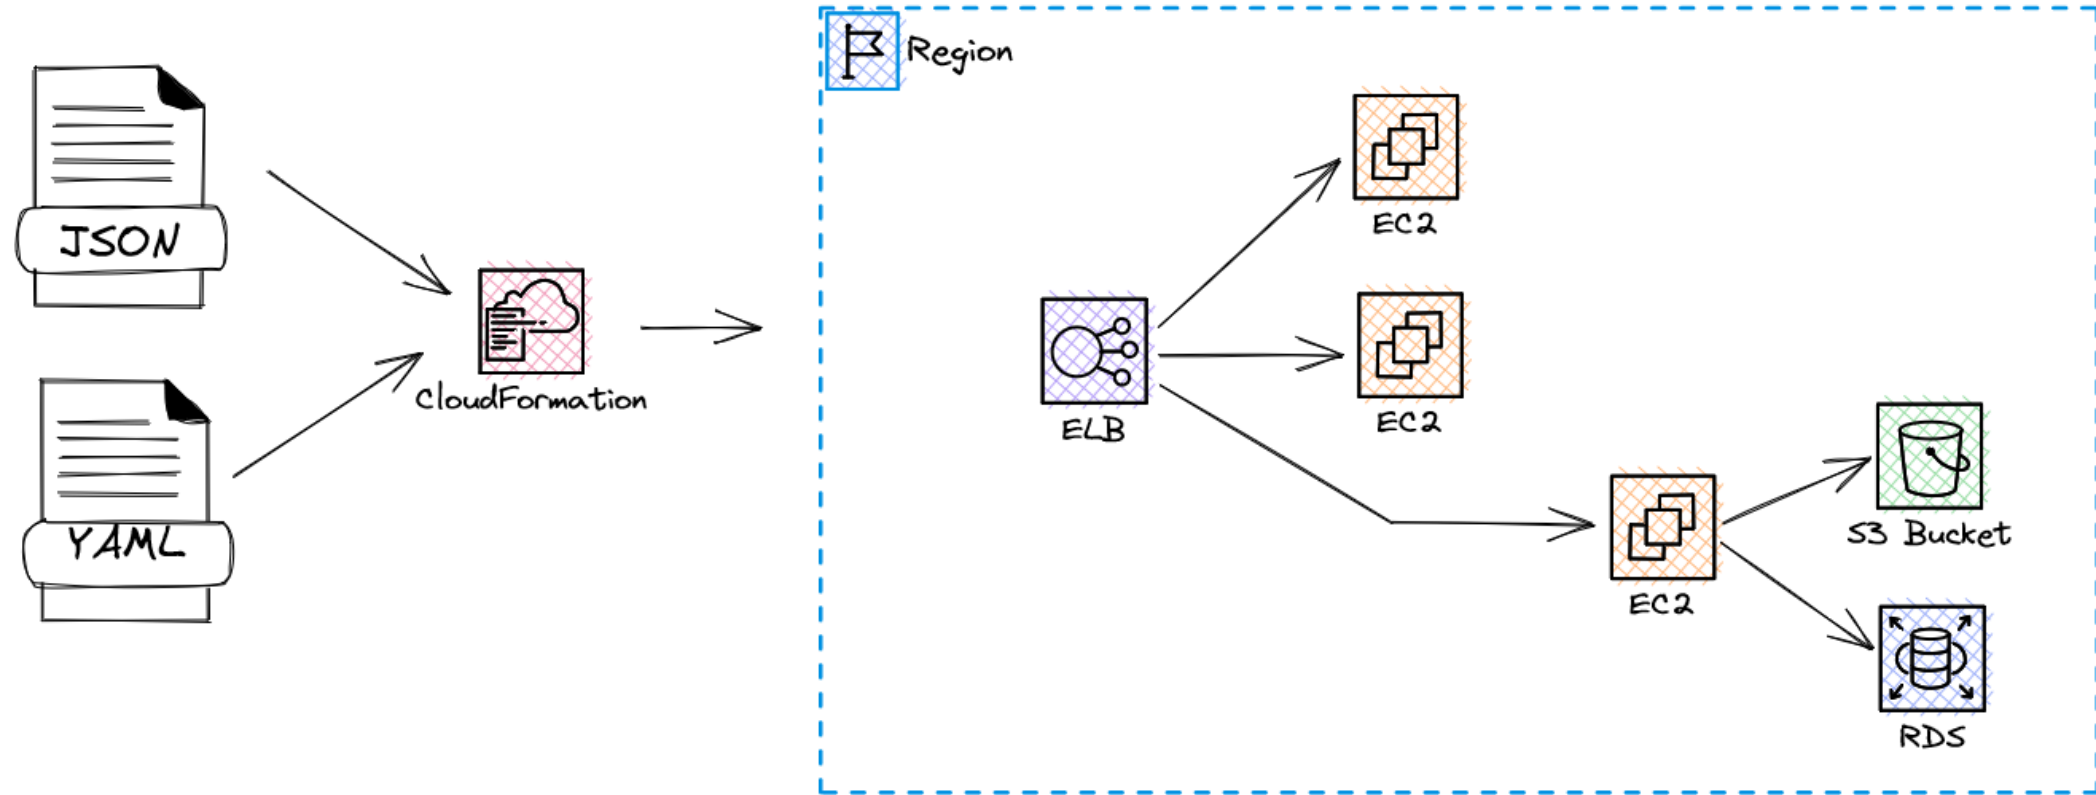 JSON
YAML
CloudFormation
Region
ELB
EC2
EC2
EC2
S3 Bucket
RDS